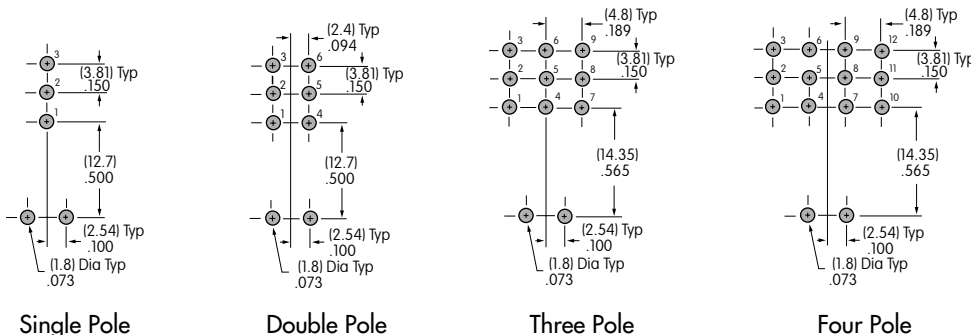 3
(3.81) Typ
.150
2
1
(12.7)
.500
(2.54) Typ
.100
(1.8) Dia Typ
.073
Single Pole
(2.4) Typ
.094
3 6
(3.81) Typ
.150
2 5
1 4
(12.7)
.500
(2.54) Typ
.100
(1.8) Dia Typ
.073
Double Pole
(4.8) Typ
.189
3 6 9
(3.81) Typ
.150
2 5 8
1 4 7
(14.35)
.565
(2.54) Typ
.100
(1.8) Dia Typ
.073
Three Pole
(4.8) Typ
.189
3 6 9 12
(3.81) Typ
.150
2 5 8 11
1 4 7 10
(14.35)
.565
(2.54) Typ
.100
(1.8) Dia Typ
.073
Four Pole